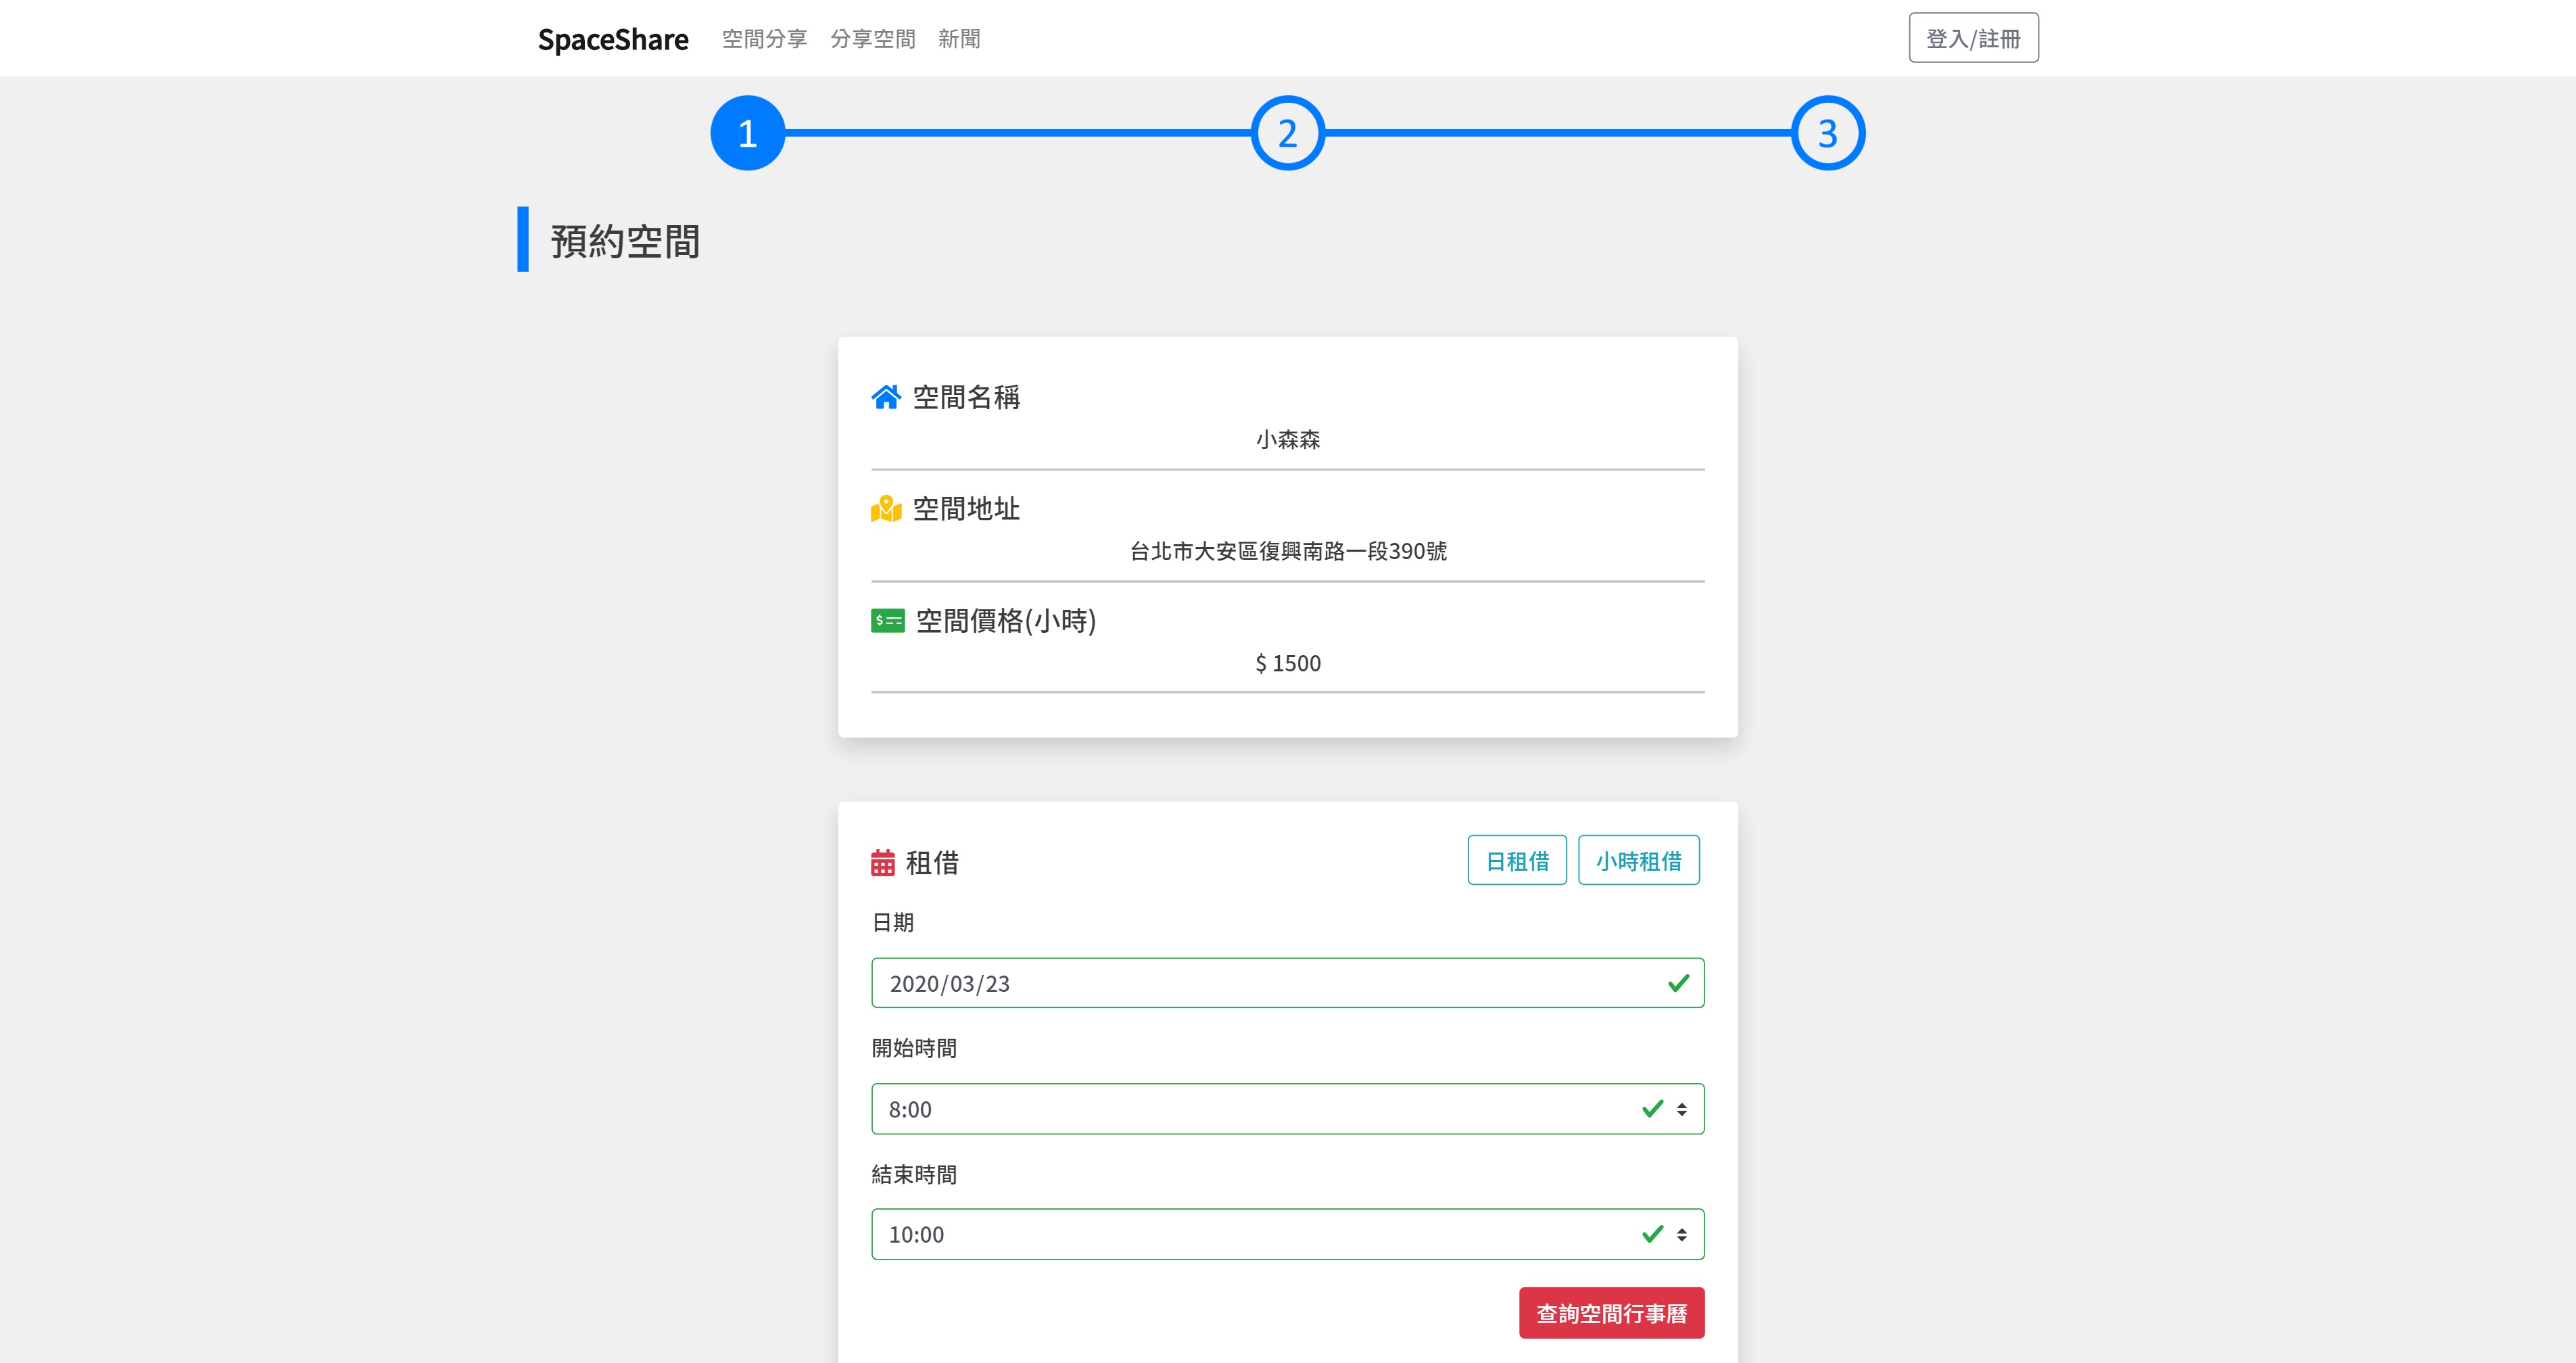 SpaceShare 空間分享 分享空間 新聞 登入/註冊
1 2 3
預約空間
空間名稱
小森森
空間地址
台北市大安區復興南路一段390號
空間價格(小時)
$ 1500
租借 日租借 小時租借
日期
2020/03/23
開始時間
8:00
結束時間
10:00
查詢空間行事曆